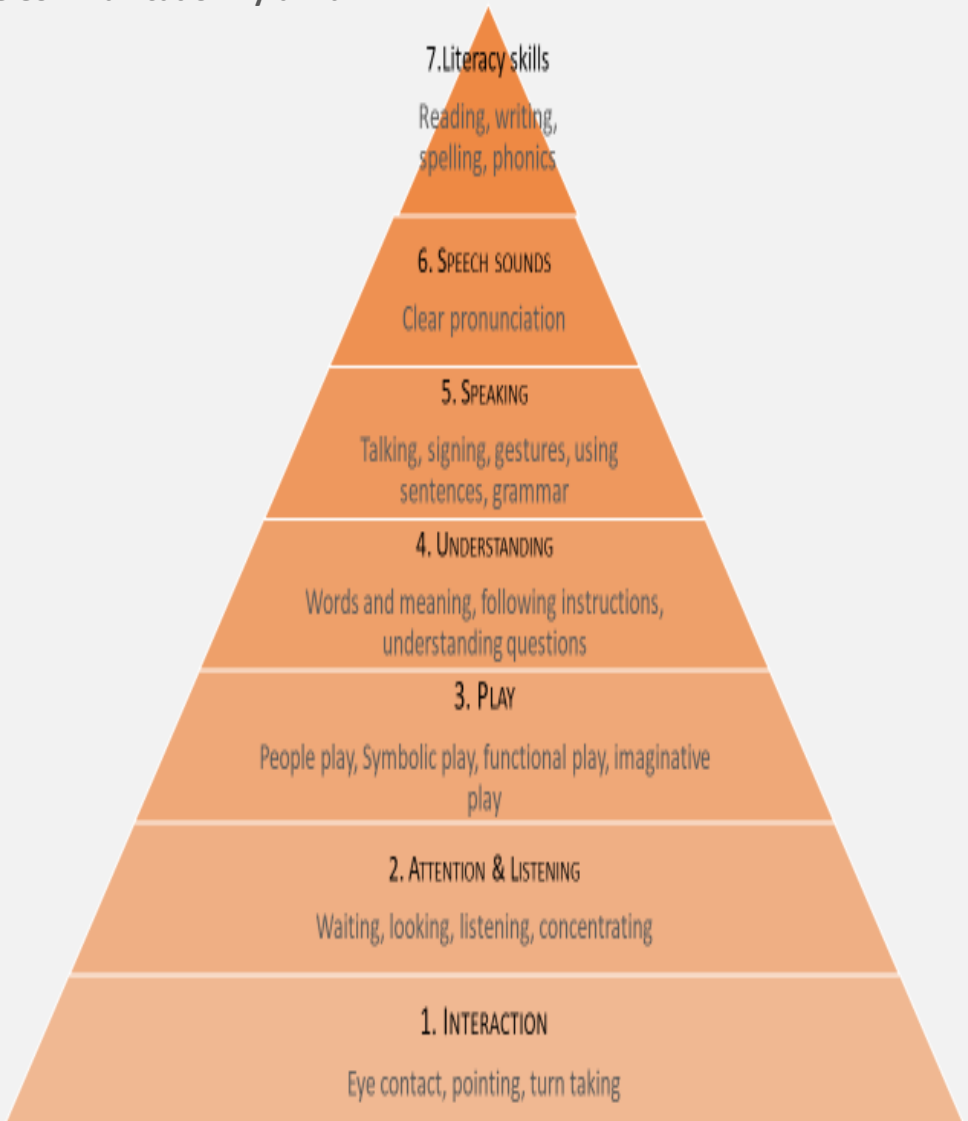 7.Literacy skills
Reading, writing,
spelling, phonics
6. SPEECH SOUNDS
Clear pronunciation
5. SPEAKING
Talking, signing, gestures, using
sentences, grammar
4. UNDERSTANDING
Words and meaning, following instructions,
understanding questions
3. PLAY
People play, Symbolic play, functional play, imaginative
play
2. ATTENTION & LISTENING
Waiting, looking, listening, concentrating
1. INTERACTION
Eye contact, pointing, turn taking